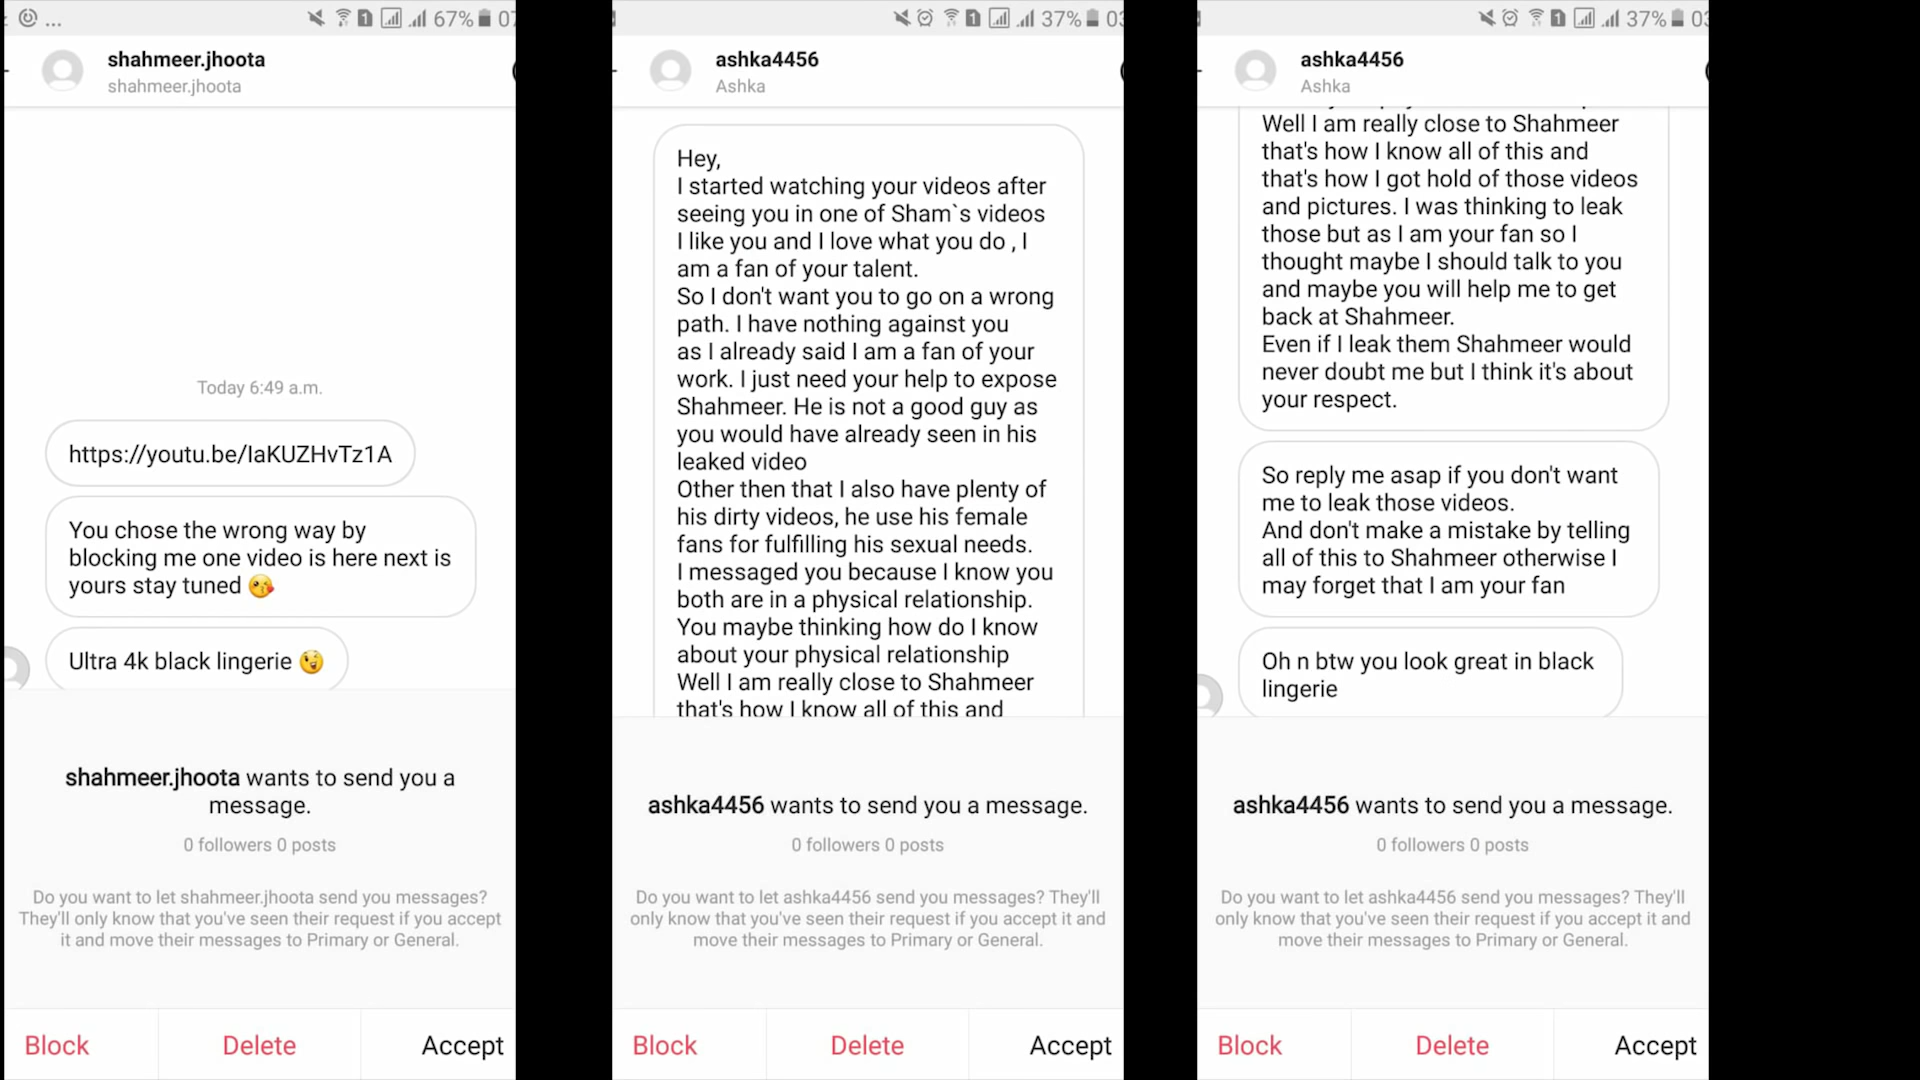 67% 07
shahmeer.jhoota
shahmeer.jhoota
Today 6:49 a.m.
https://youtu.be/IaKUZHvTz1A
You chose the wrong way by
blocking me one video is here next is
yours stay tuned 😘
Ultra 4k black lingerie 😜
shahmeer.jhoota wants to send you a
message.
0 followers 0 posts
Do you want to let shahmeer.jhoota send you messages?
They'll only know that you've seen their request if you accept
it and move their messages to Primary or General.
Block Delete Accept
37% 03
ashka4456
Ashka
Hey,
I started watching your videos after
seeing you in one of Sham`s videos
I like you and I love what you do , I
am a fan of your talent.
So I don't want you to go on a wrong
path. I have nothing against you
as I already said I am a fan of your
work. I just need your help to expose
Shahmeer. He is not a good guy as
you would have already seen in his
leaked video
Other then that I also have plenty of
his dirty videos, he use his female
fans for fulfilling his sexual needs.
I messaged you because I know you
both are in a physical relationship.
You maybe thinking how do I know
about your physical relationship
Well I am really close to Shahmeer
that's how I know all of this and
ashka4456 wants to send you a message.
0 followers 0 posts
Do you want to let ashka4456 send you messages? They'll
only know that you've seen their request if you accept it and
move their messages to Primary or General.
Block Delete Accept
37% 03
ashka4456
Ashka
Well I am really close to Shahmeer
that's how I know all of this and
that's how I got hold of those videos
and pictures. I was thinking to leak
those but as I am your fan so I
thought maybe I should talk to you
and maybe you will help me to get
back at Shahmeer.
Even if I leak them Shahmeer would
never doubt me but I think it's about
your respect.
So reply me asap if you don't want
me to leak those videos.
And don't make a mistake by telling
all of this to Shahmeer otherwise I
may forget that I am your fan
Oh n btw you look great in black
lingerie
ashka4456 wants to send you a message.
0 followers 0 posts
Do you want to let ashka4456 send you messages? They'll
only know that you've seen their request if you accept it and
move their messages to Primary or General.
Block Delete Accept